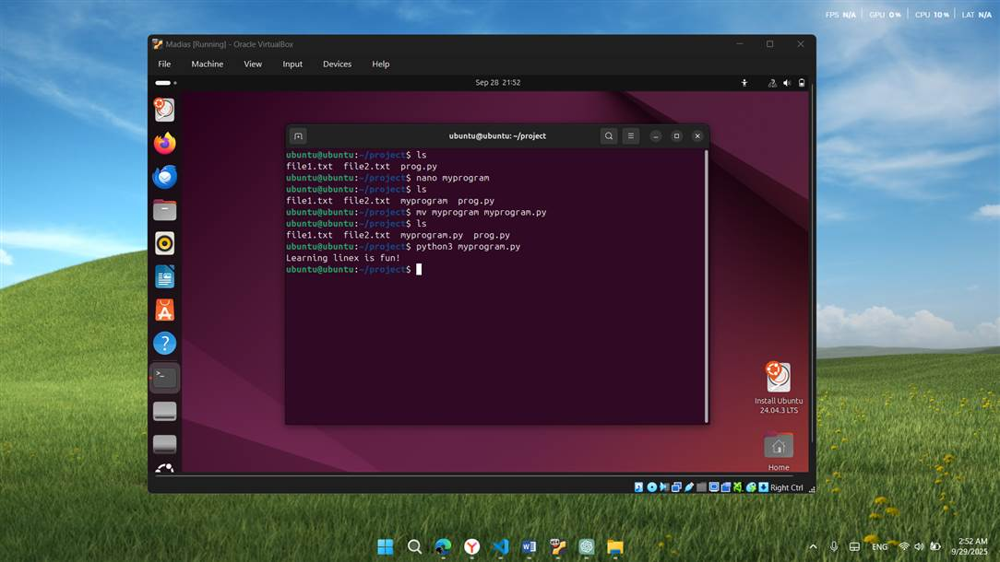 FPS N/A GPU 0% CPU 10% LAT N/A
Madias [Running] - Oracle VirtualBox
File Machine View Input Devices Help
Sep 28 21:52
ubuntu@ubuntu: ~/project
ubuntu@ubuntu:~/project$ ls
file1.txt file2.txt prog.py
ubuntu@ubuntu:~/project$ nano myprogram
ubuntu@ubuntu:~/project$ ls
file1.txt file2.txt myprogram prog.py
ubuntu@ubuntu:~/project$ mv myprogram myprogram.py
ubuntu@ubuntu:~/project$ ls
file1.txt file2.txt myprogram.py prog.py
ubuntu@ubuntu:~/project$ python3 myprogram.py
Learning linex is fun!
ubuntu@ubuntu:~/project$
Install Ubuntu
24.04.3 LTS
Home
Right Ctrl
ENG
2:52 AM
9/29/2025